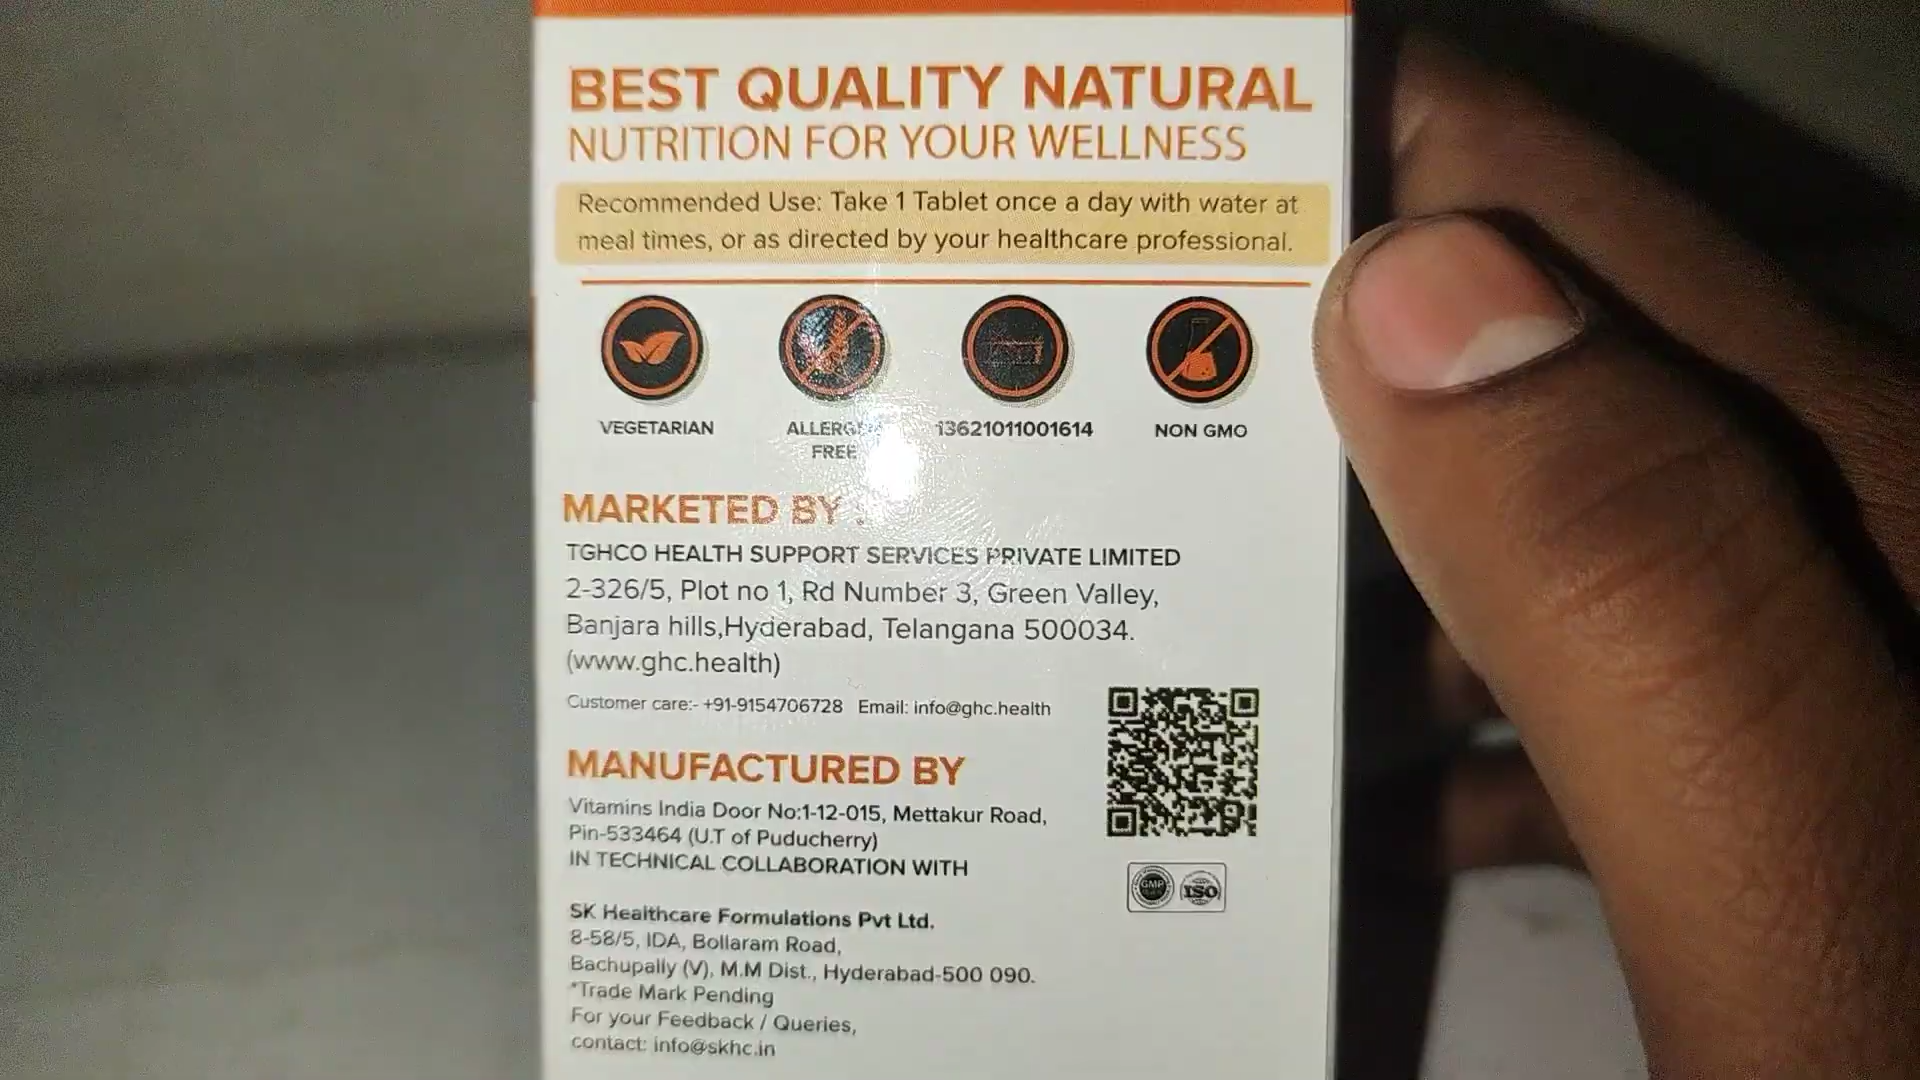 BEST QUALITY NATURAL
NUTRITION FOR YOUR WELLNESS
Recommended Use: Take 1 Tablet once a day with water at
meal times, or as directed by your healthcare professional.
VEGETARIAN
FREE
13621011001614
NON GMO
MARKETED BY :
TGHCO HEALTH SUPPORT SERVICES PRIVATE LIMITED
2-326/5, Plot no 1, Rd Number 3, Green Valley,
Banjara hills,Hyderabad, Telangana 500034.
(www.ghc.health)
Customer care:- +91-9154706728 Email: info@ghc.health
MANUFACTURED BY
Vitamins India Door No:1-12-015, Mettakur Road,
Pin-533464 (U.T of Puducherry)
IN TECHNICAL COLLABORATION WITH
GMP
ISO
SK Healthcare Formulations Pvt Ltd.
8-58/5, IDA, Bollaram Road,
Bachupally (V), M.M Dist., Hyderabad-500 090.
*Trade Mark Pending
For your Feedback / Queries,
contact: info@skhc.in